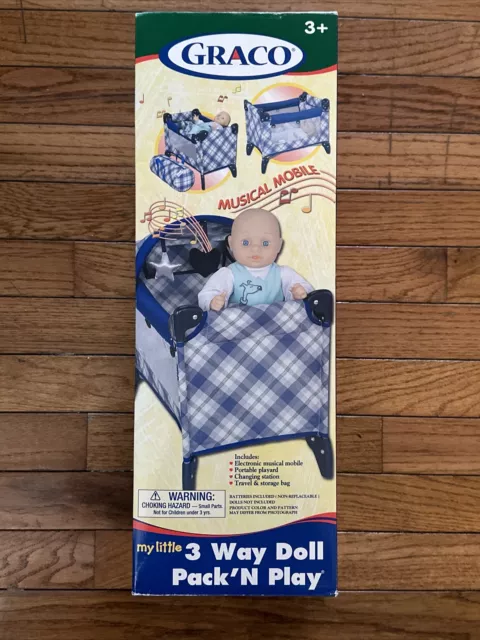 3+
GRACO®
MUSICAL MOBILE
Includes:
• Electronic musical mobile
• Portable playard
• Changing station
• Travel & storage bag
WARNING:
CHOKING HAZARD — Small Parts.
Not for Children under 3 yrs.
BATTERIES INCLUDED ( NON-REPLACEABLE )
DOLLS NOT INCLUDED
PRODUCT COLOR AND PATTERN
MAY DIFFER FROM PHOTOGRAPH
my little 3 Way Doll
Pack'N Play®